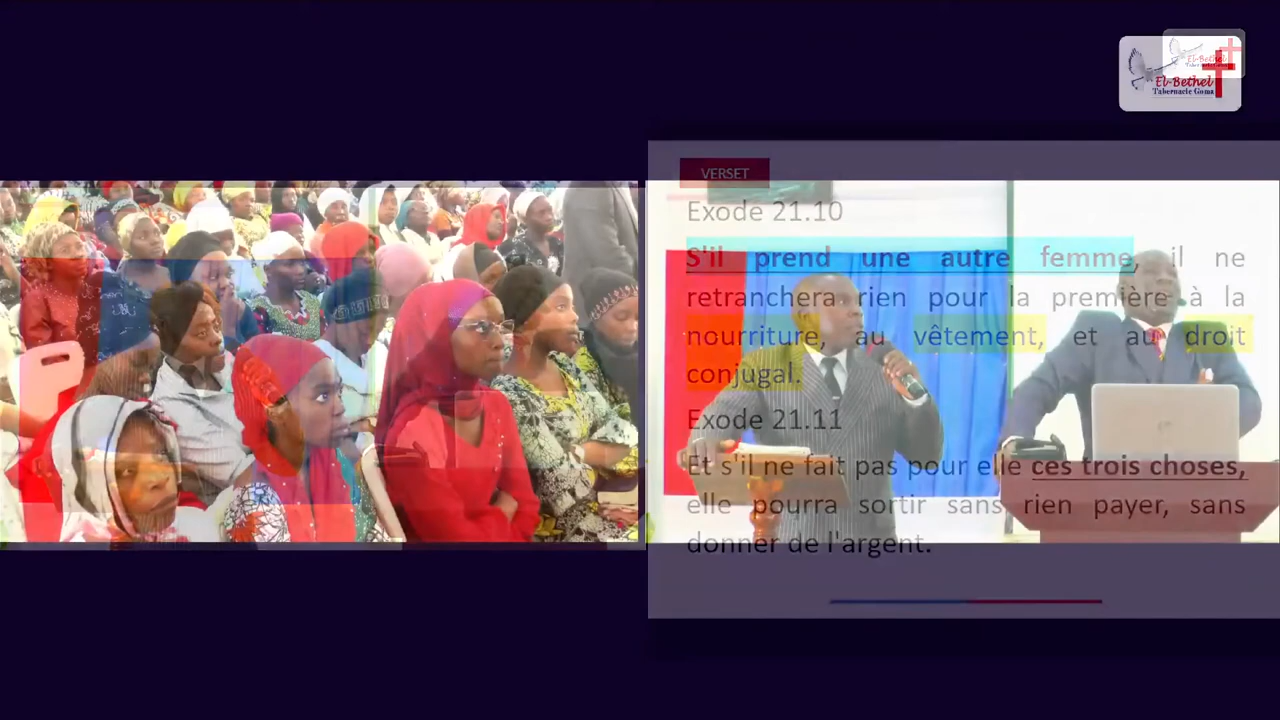 El-Bethel
Tabernacle Goma
VERSET
Exode 21.10
S'il prend une autre femme, il ne
retranchera rien pour la première à la
nourriture, au vêtement, et au droit
conjugal.
Exode 21.11
Et s'il ne fait pas pour elle ces trois choses,
elle pourra sortir sans rien payer, sans
donner de l'argent.